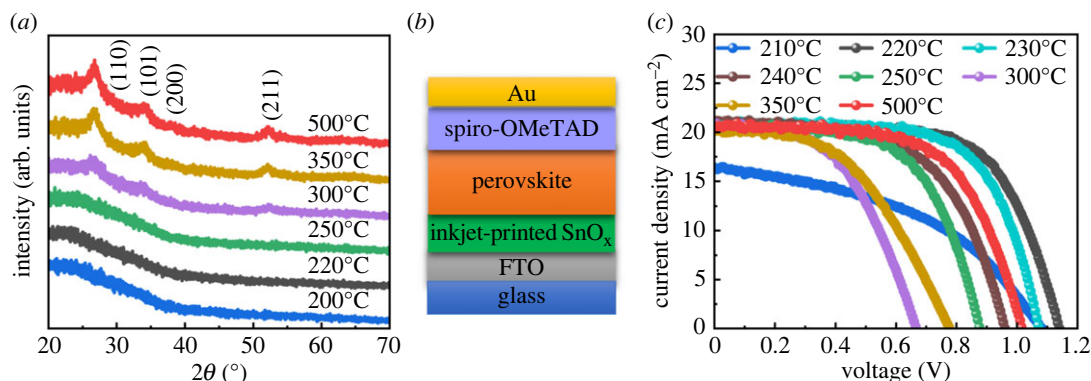 (a)
intensity (arb. units)
(110)
(101)
(200)
(211)
500°C
350°C
300°C
250°C
220°C
200°C
20 30 40 50 60 70
2θ (°)
(b)
Au
spiro-OMeTAD
perovskite
inkjet-printed SnOₓ
FTO
glass
(c)
current density (mA cm⁻²)
30
25
20
15
10
5
0
210°C 220°C 230°C
240°C 250°C 300°C
350°C 500°C
0 0.2 0.4 0.6 0.8 1.0 1.2
voltage (V)